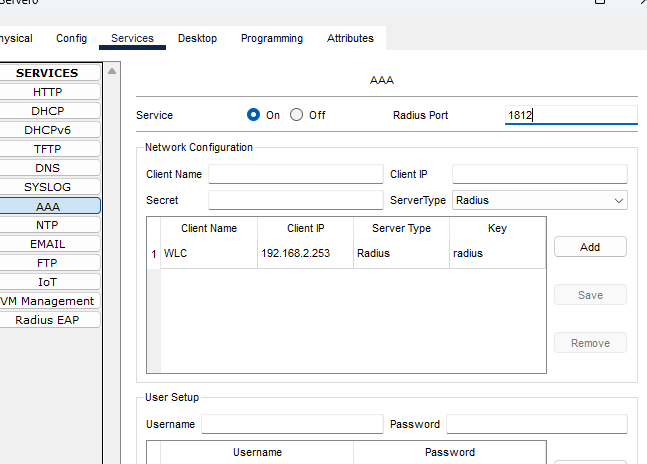 Server0
hysical Config Services Desktop Programming Attributes
SERVICES
HTTP
DHCP
DHCPv6
TFTP
DNS
SYSLOG
AAA
NTP
EMAIL
FTP
IoT
VM Management
Radius EAP
AAA
Service On Off Radius Port 1812
Network Configuration
Client Name Client IP
Secret ServerType Radius
Client Name Client IP Server Type Key
1 WLC 192.168.2.253 Radius radius
Add
Save
Remove
User Setup
Username Password
Username Password